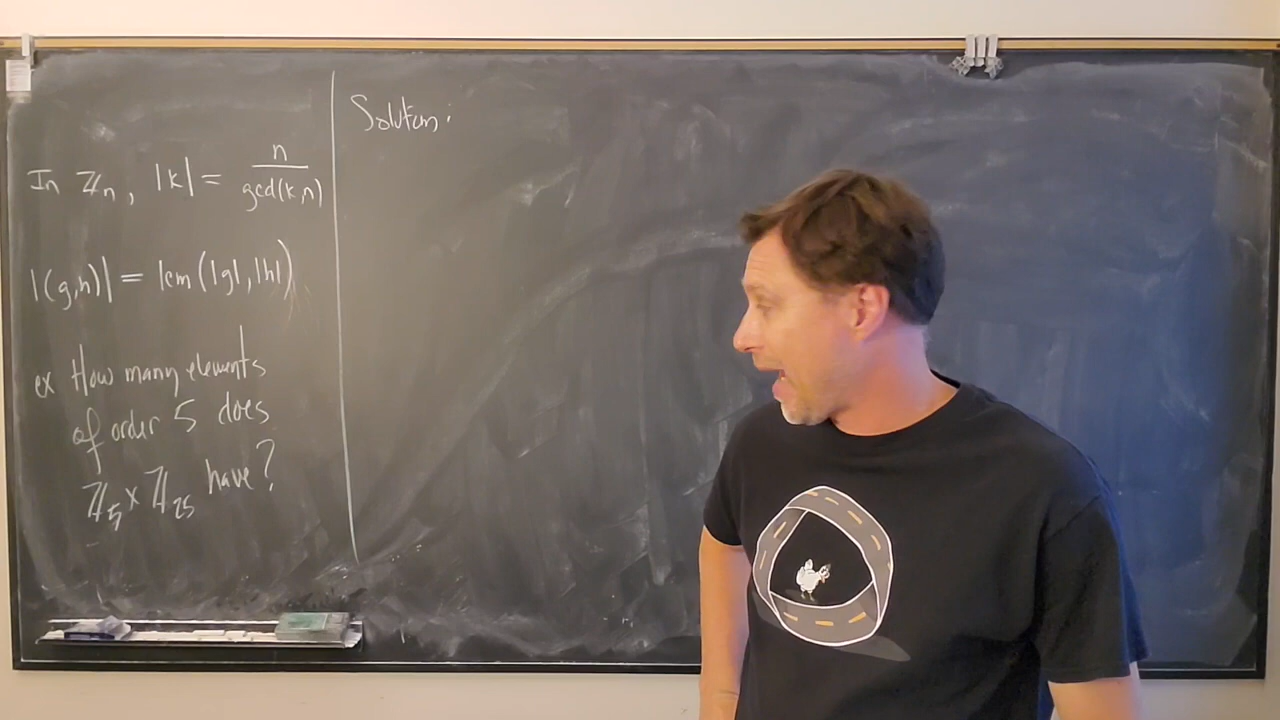 In ℤn, |k| = n/gcd(k,n)
|(g,h)| = lcm(|g|,|h|)
ex How many elements
of order 5 does
ℤ5 × ℤ25 have?
Solution: